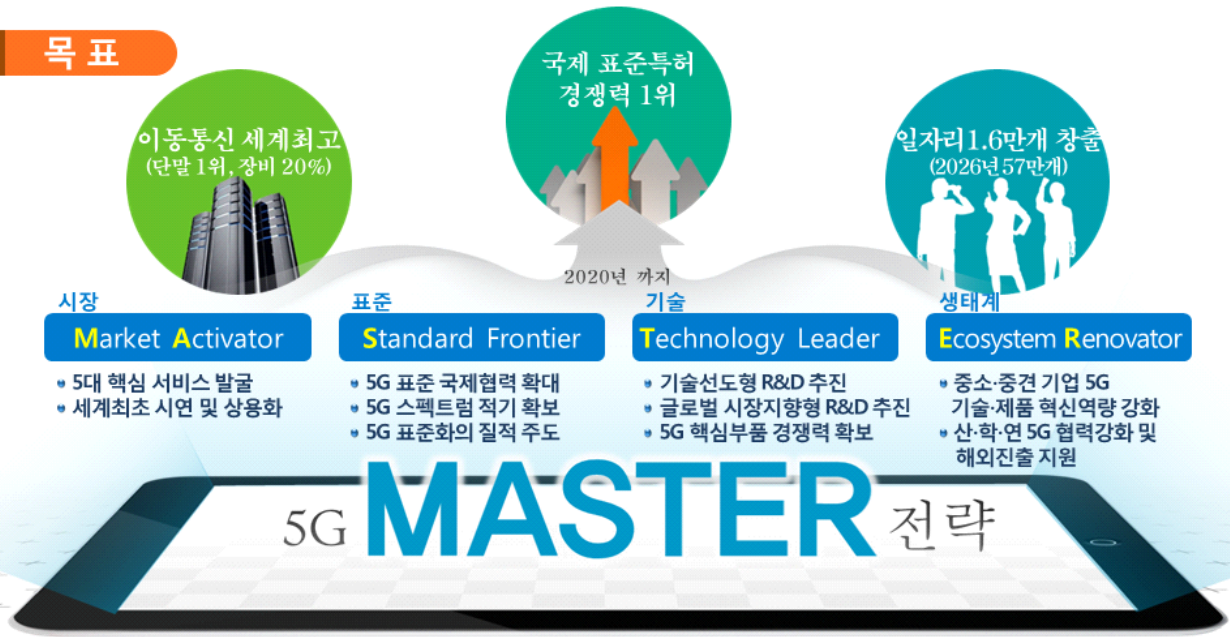 목 표
이동통신 세계최고
(단말 1위, 장비 20%)
국제 표준특허
경쟁력 1위
일자리1.6만개 창출
(2026년 57만개)
2020년 까지
시장
Market Activator
• 5대 핵심 서비스 발굴
• 세계최초 시연 및 상용화
표준
Standard Frontier
• 5G 표준 국제협력 확대
• 5G 스펙트럼 적기 확보
• 5G 표준화의 질적 주도
기술
Technology Leader
• 기술선도형 R&D 추진
• 글로벌 시장지향형 R&D 추진
• 5G 핵심부품 경쟁력 확보
생태계
Ecosystem Renovator
• 중소·중견 기업 5G
기술·제품 혁신역량 강화
• 산·학·연 5G 협력강화 및
해외진출 지원
5G MASTER 전략